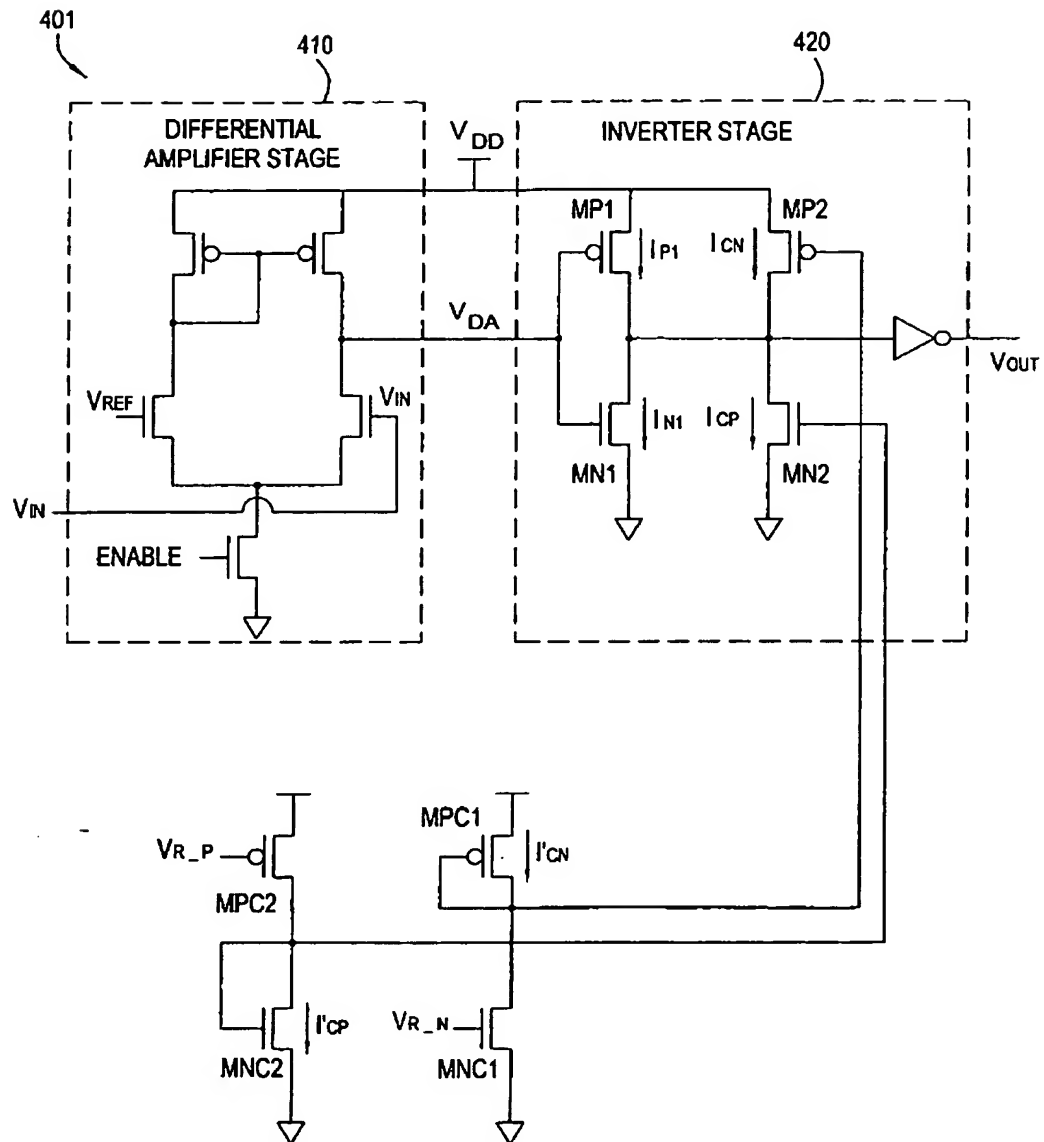 401
410
420
DIFFERENTIAL
AMPLIFIER STAGE
VDD
INVERTER STAGE
MP1
MP2
IP1
ICN
VDA
VOUT
VREF
VIN
IN1
ICP
MN1
MN2
VIN
ENABLE
MPC1
VR_P
I'CN
MPC2
I'CP
VR_N
MNC2
MNC1